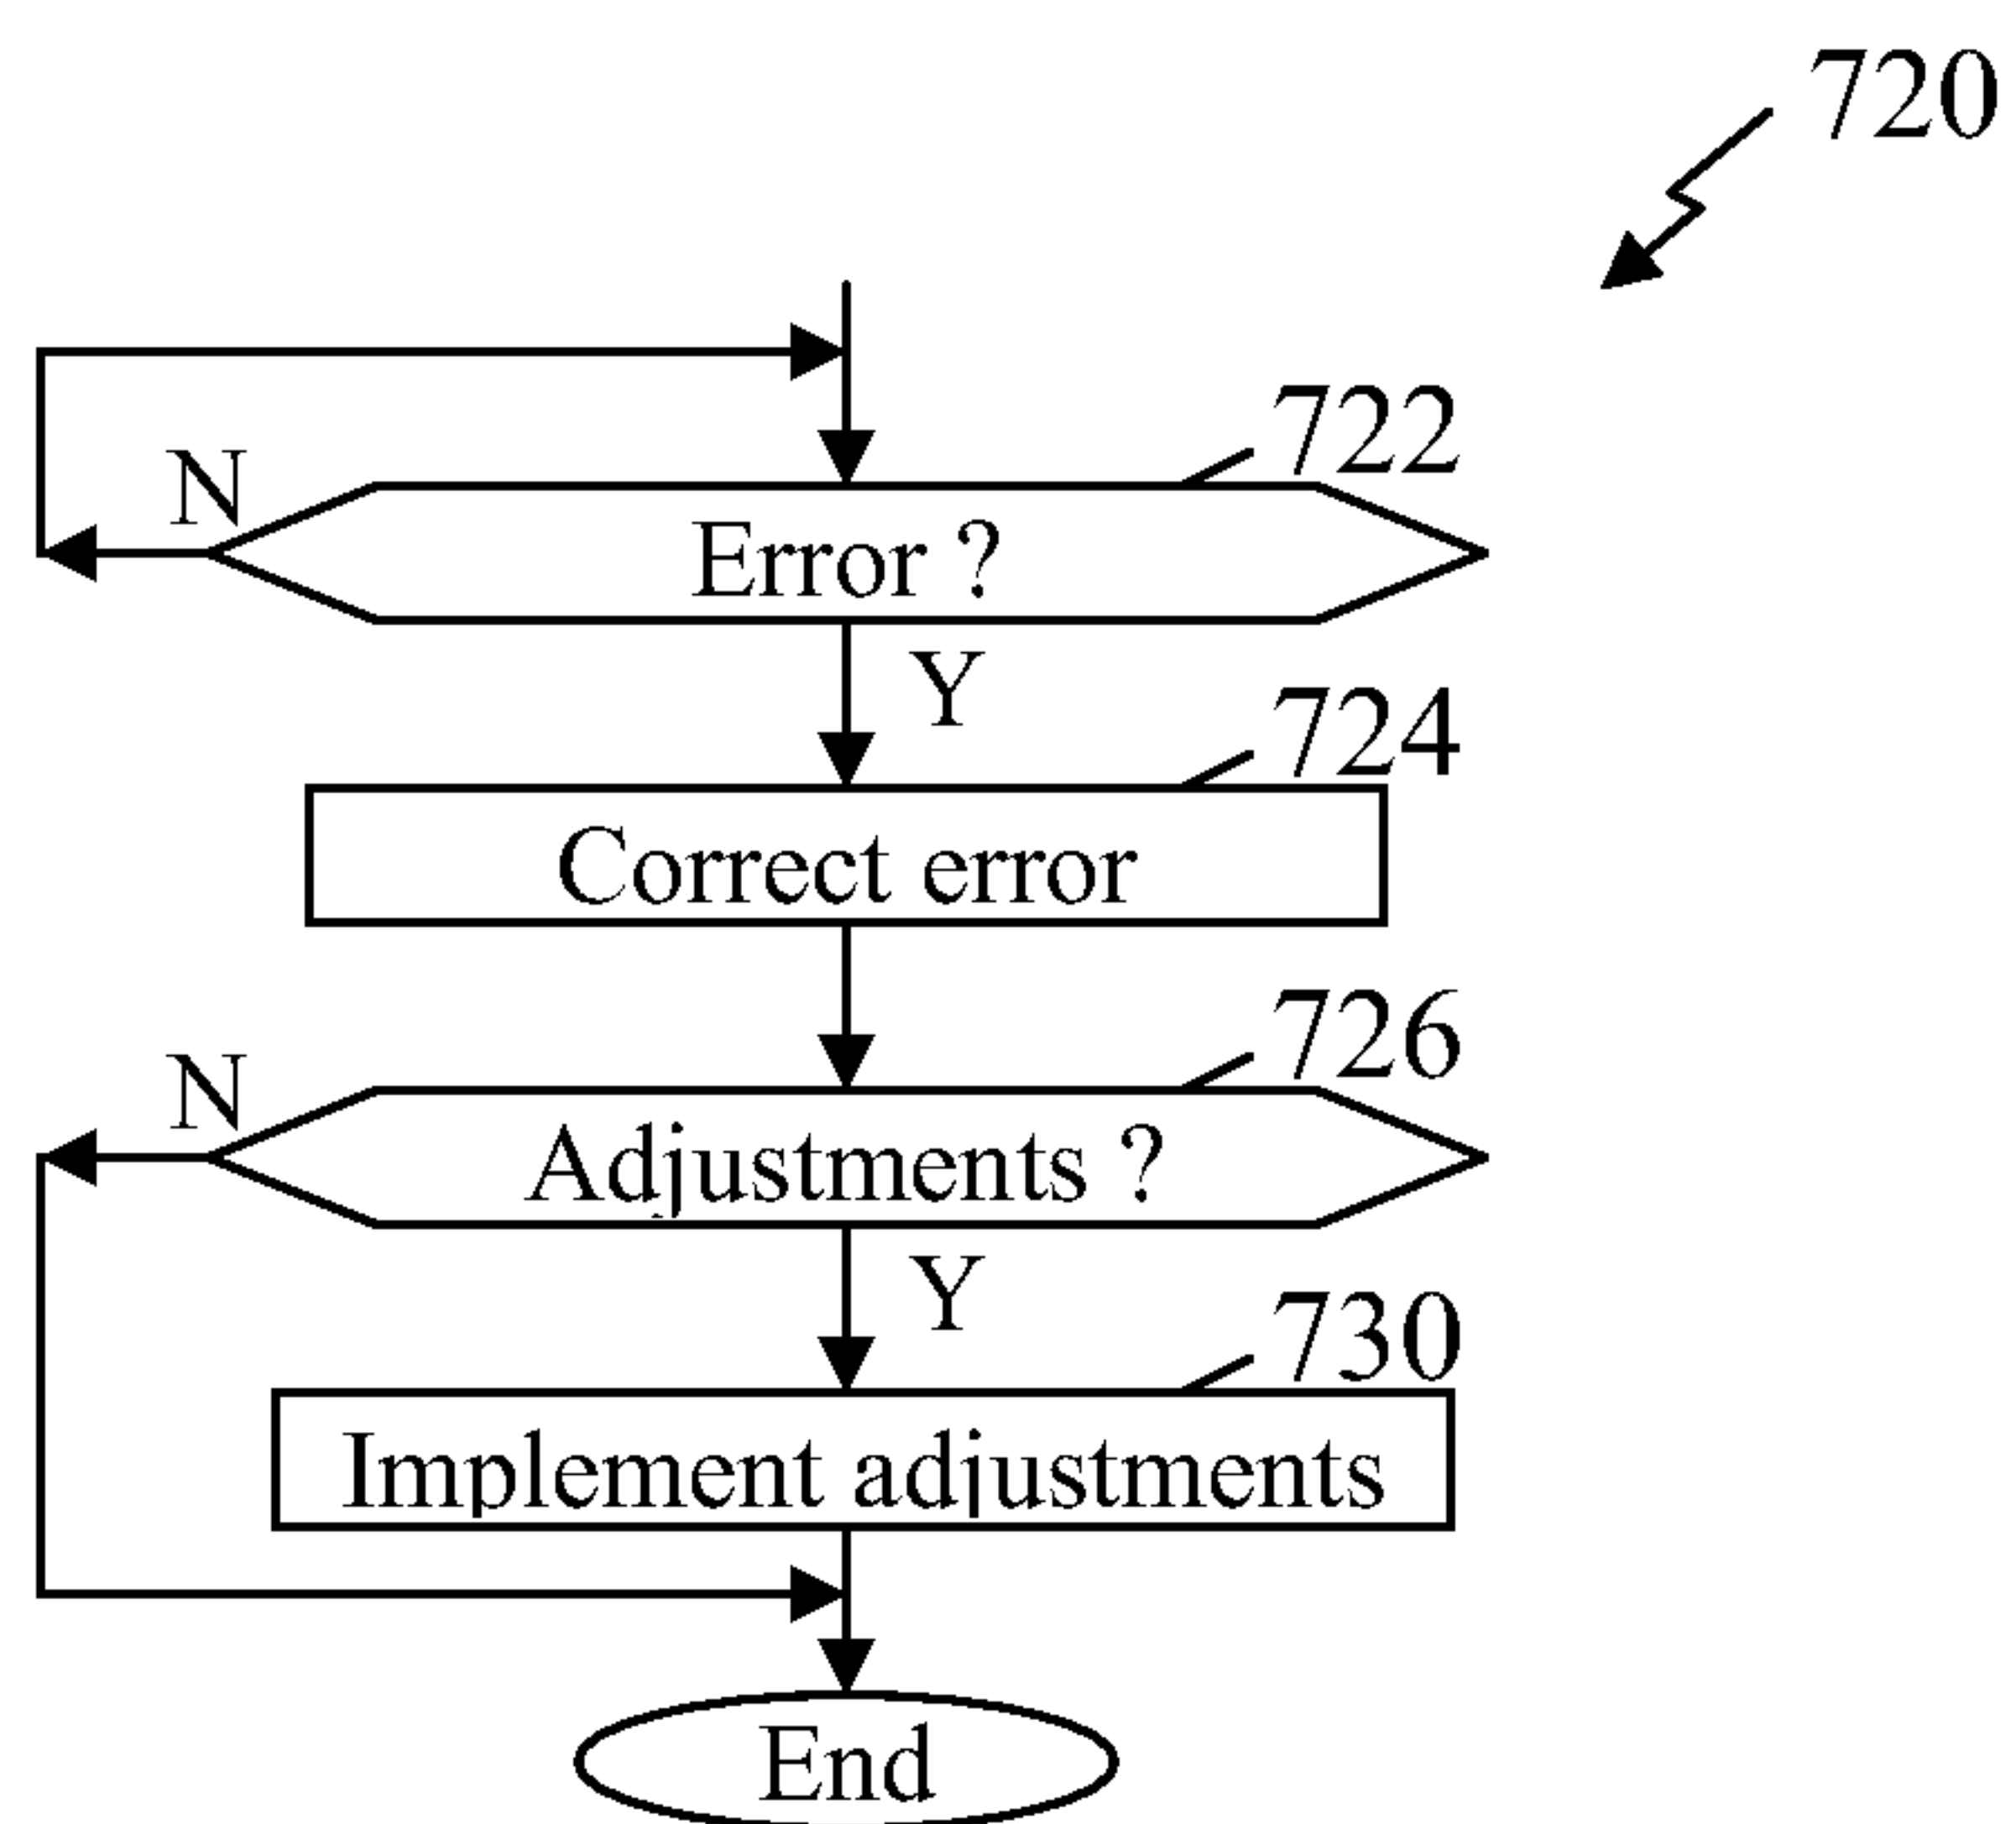 720
722
N
Error ?
Y
724
Correct error
726
N
Adjustments ?
Y
730
Implement adjustments
End